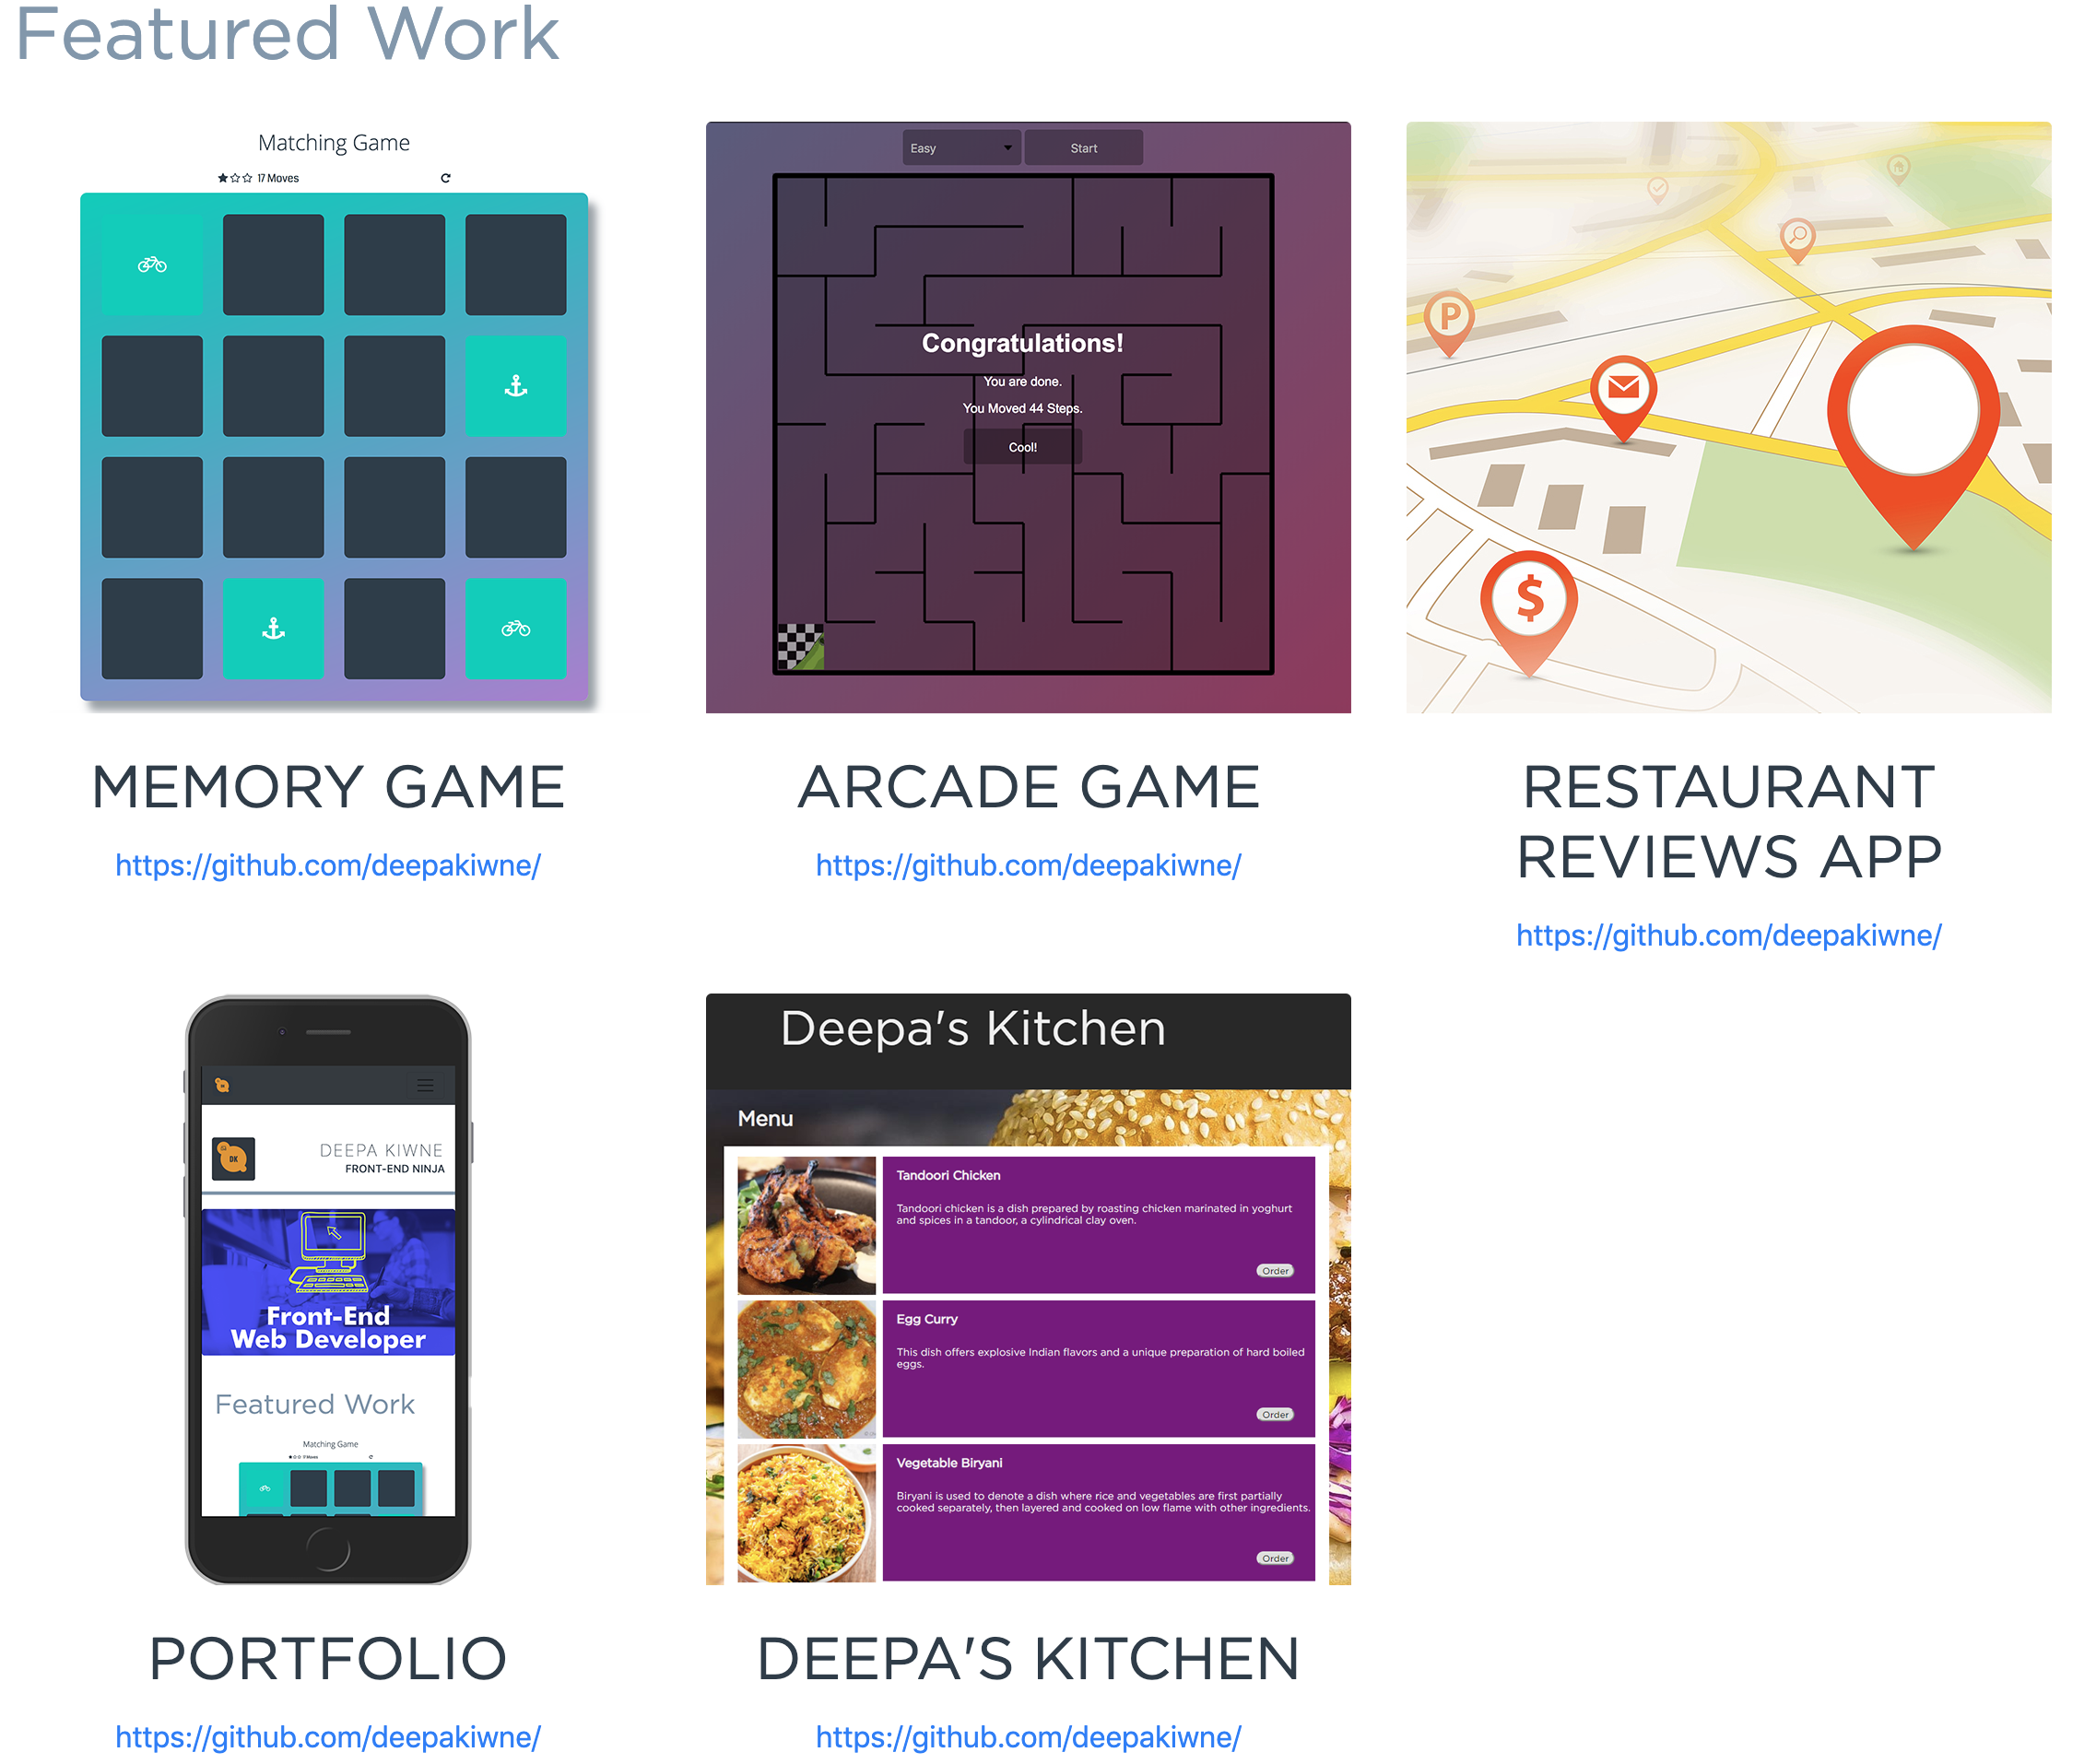 Featured Work
Matching Game
17 Moves
Easy
Start
Congratulations!
You are done.
You Moved 44 Steps.
Cool!
P
$
MEMORY GAME
https://github.com/deepakiwne/
ARCADE GAME
https://github.com/deepakiwne/
RESTAURANT
REVIEWS APP
https://github.com/deepakiwne/
DK
DEEPA KIWNE
FRONT-END NINJA
Front-End
Web Developer
Featured Work
Matching Game
17 Moves
Deepa's Kitchen
Menu
Tandoori Chicken
Tandoori chicken is a dish prepared by roasting chicken marinated in yoghurt
and spices in a tandoor, a cylindrical clay oven.
Order
Egg Curry
This dish offers explosive Indian flavors and a unique preparation of hard boiled
eggs.
Order
Vegetable Biryani
Biryani is used to denote a dish where rice and vegetables are first partially
cooked separately, then layered and cooked on low flame with other ingredients.
Order
PORTFOLIO
https://github.com/deepakiwne/
DEEPA'S KITCHEN
https://github.com/deepakiwne/